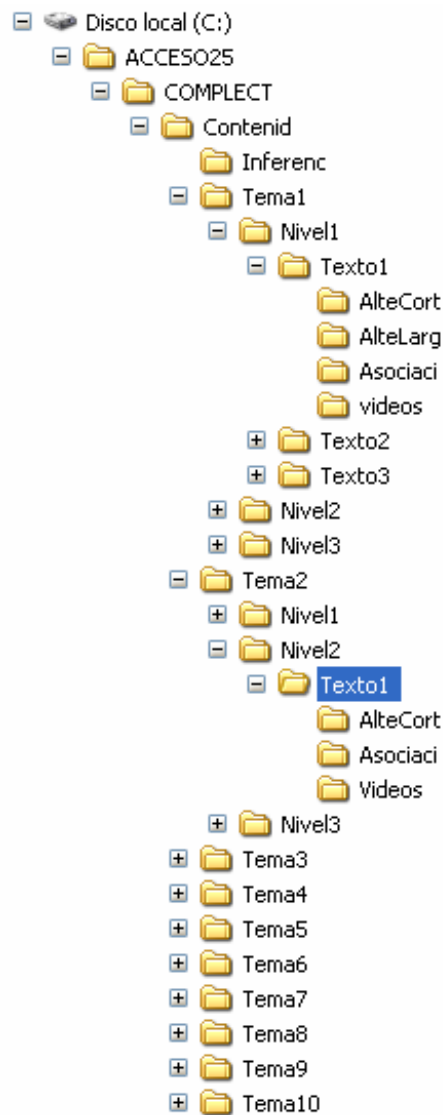 Disco local (C:)
ACCESO25
COMPLECT
Contenid
Inferenc
Tema1
Nivel1
Texto1
AlteCort
AlteLarg
Asociaci
videos
Texto2
Texto3
Nivel2
Nivel3
Tema2
Nivel1
Nivel2
Texto1
AlteCort
Asociaci
Videos
Nivel3
Tema3
Tema4
Tema5
Tema6
Tema7
Tema8
Tema9
Tema10